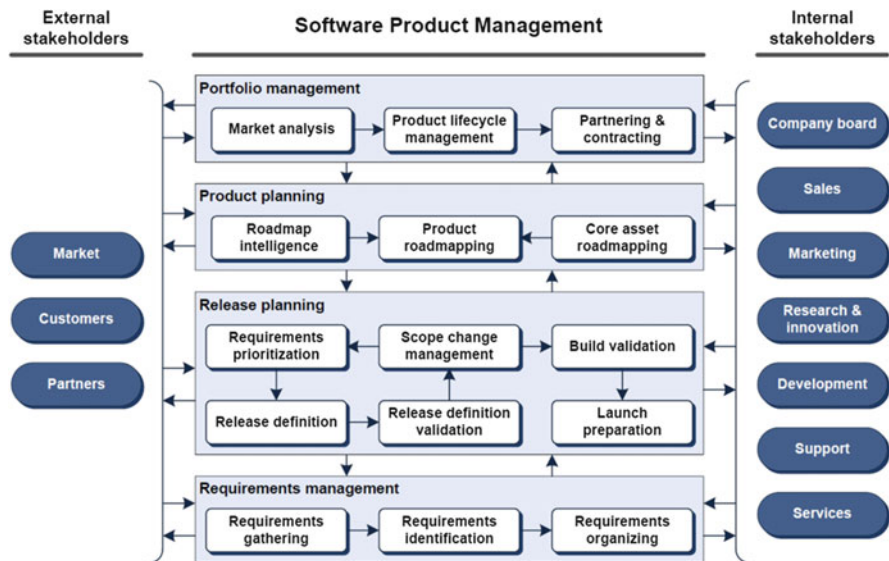 External
stakeholders
Software Product Management
Internal
stakeholders
Portfolio management
Market analysis
Product lifecycle
management
Partnering &
contracting
Product planning
Roadmap
intelligence
Product
roadmapping
Core asset
roadmapping
Release planning
Requirements
prioritization
Scope change
management
Build validation
Release definition
Release definition
validation
Launch
preparation
Requirements management
Requirements
gathering
Requirements
identification
Requirements
organizing
Market
Customers
Partners
Company board
Sales
Marketing
Research &
innovation
Development
Support
Services